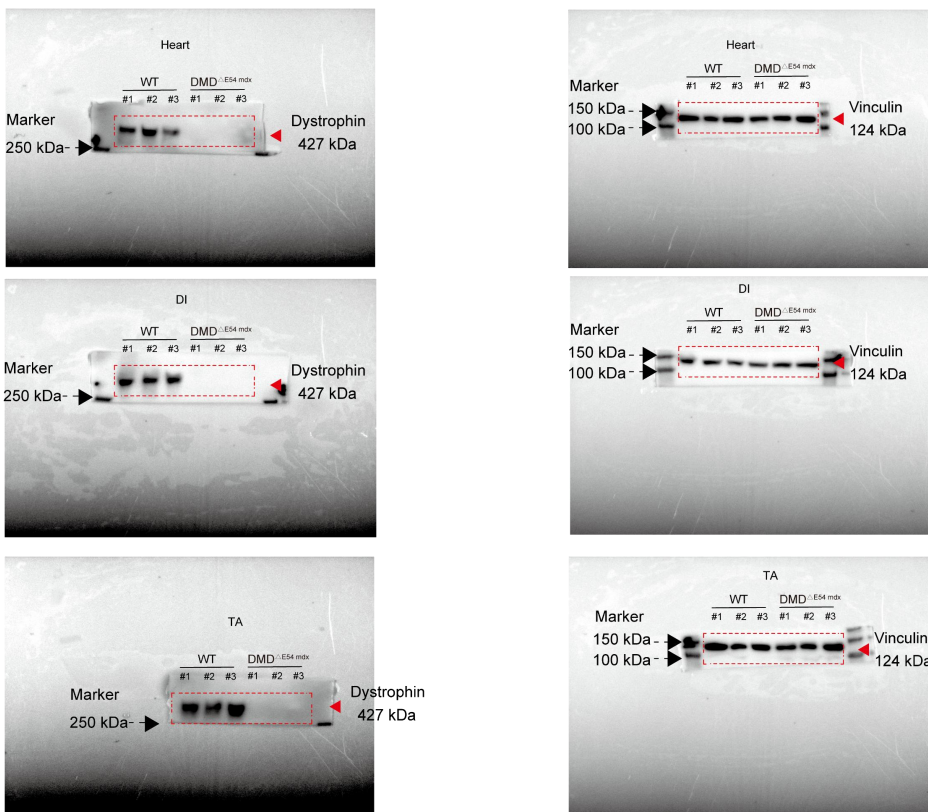 Heart
WT DMD△E54 mdx
#1 #2 #3 #1 #2 #3
Marker
250 kDa-
Dystrophin
427 kDa
Heart
WT DMD△E54 mdx
Marker
#1 #2 #3 #1 #2 #3
150 kDa-
100 kDa-
Vinculin
124 kDa
DI
WT DMD△E54 mdx
#1 #2 #3 #1 #2 #3
Marker
250 kDa-
Dystrophin
427 kDa
DI
WT DMD△E54 mdx
Marker
#1 #2 #3 #1 #2 #3
150 kDa-
100 kDa-
Vinculin
124 kDa
TA
WT DMD△E54 mdx
#1 #2 #3 #1 #2 #3
Marker
250 kDa-
Dystrophin
427 kDa
TA
WT DMD△E54 mdx
Marker
#1 #2 #3 #1 #2 #3
150 kDa-
100 kDa-
Vinculin
124 kDa